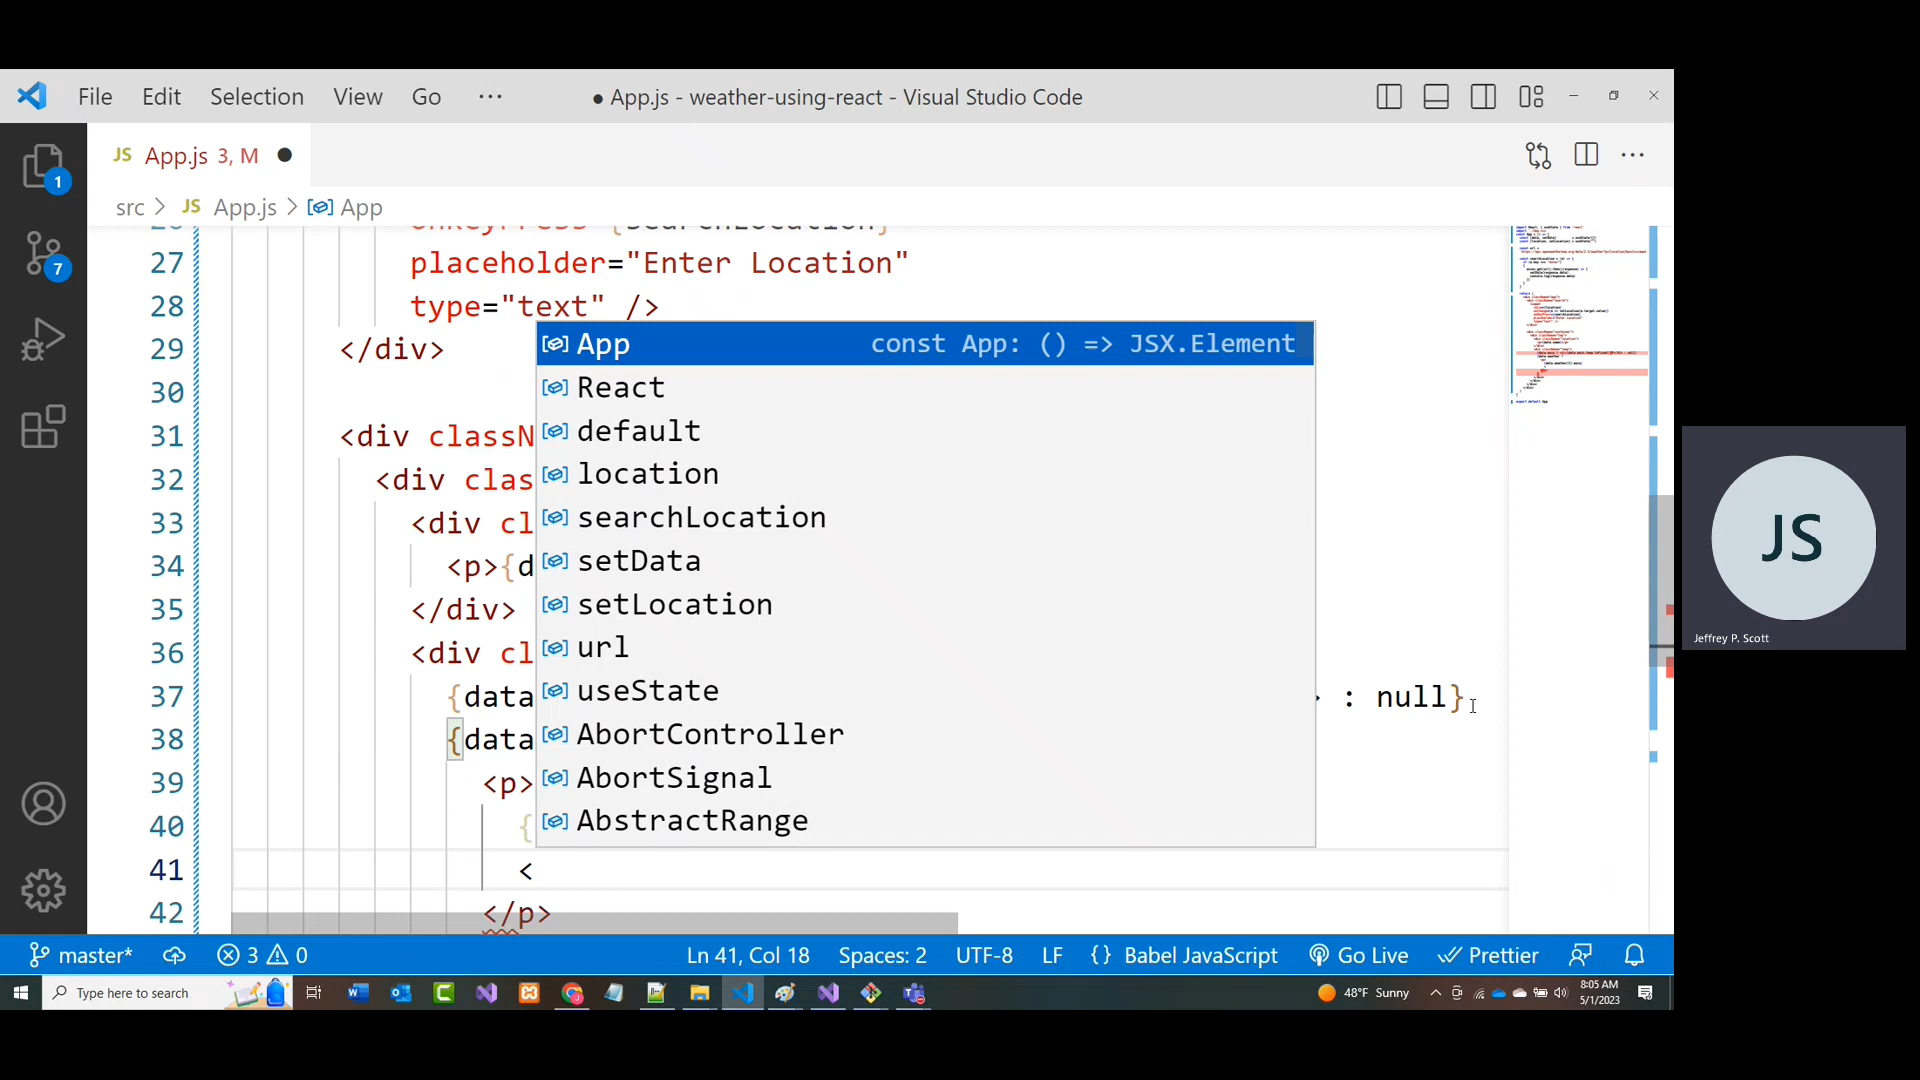 File Edit Selection View Go ··· ● App.js - weather-using-react - Visual Studio Code
JS App.js 3, M ●
1
src > JS App.js > App
7
27 placeholder="Enter Location"
28 type="text" />
29 </div>
30
31 <div classN
32 <div clas
33 <div cl
34 <p>{d
35 </div>
36 <div cl
37 {data : null}
38 {data
39 <p>
40 {
41 <
42 </p>
App const App: () => JSX.Element
React
default
location
searchLocation
setData
setLocation
url
useState
AbortController
AbortSignal
AbstractRange
JS
Jeffrey P. Scott
master* 3 0 Ln 41, Col 18 Spaces: 2 UTF-8 LF {} Babel JavaScript Go Live Prettier
Type here to search 48°F Sunny 8:05 AM
5/1/2023